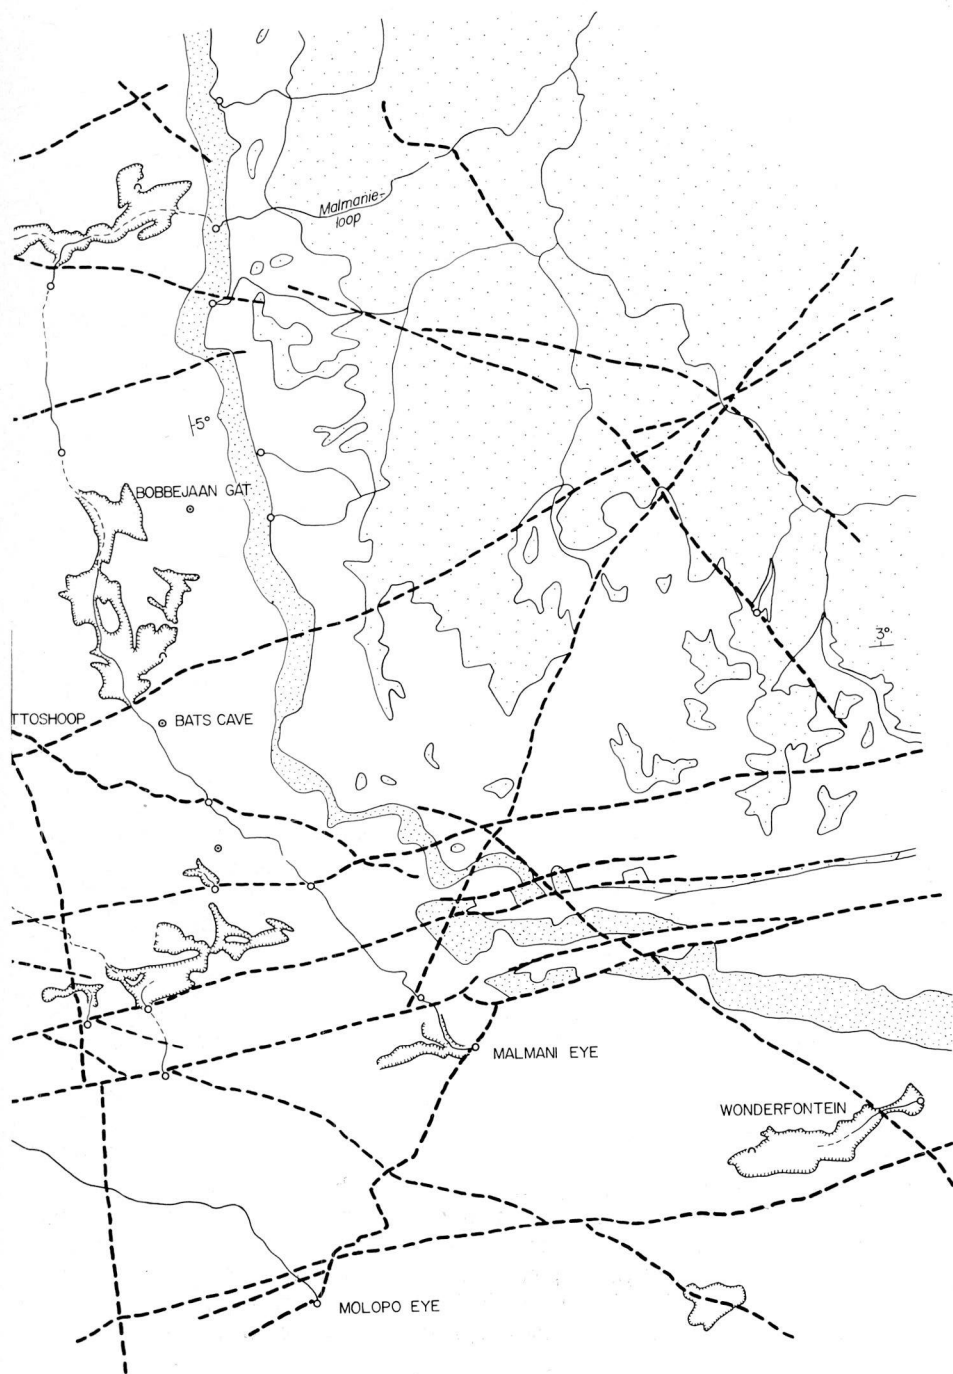 Malmanie-
loop
5°
BOBBEJAAN GAT
3°
TTOSHOOP
BATS CAVE
MALMANI EYE
WONDERFONTEIN
MOLOPO EYE